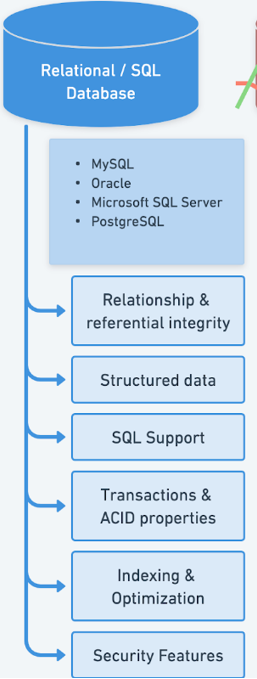 Relational / SQL
Database
• MySQL
• Oracle
• Microsoft SQL Server
• PostgreSQL
Relationship &
referential integrity
Structured data
SQL Support
Transactions &
ACID properties
Indexing &
Optimization
Security Features